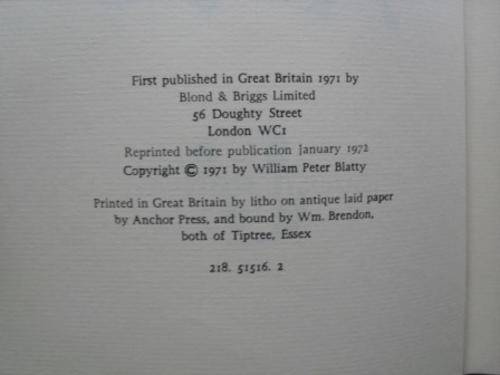 First published in Great Britain 1971 by
Blond & Briggs Limited
56 Doughty Street
London WC1
Reprinted before publication January 1972
Copyright © 1971 by William Peter Blatty
Printed in Great Britain by litho on antique laid paper
by Anchor Press, and bound by Wm. Brendon,
both of Tiptree, Essex
218. 51516. 2